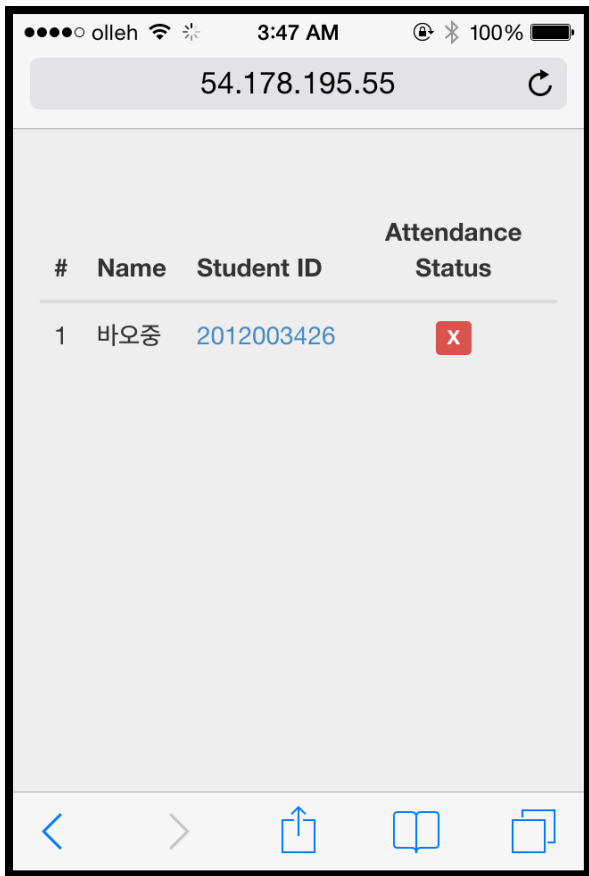 olleh 3:47 AM 100%
54.178.195.55
# Name Student ID Attendance Status
1 바오중 2012003426 X